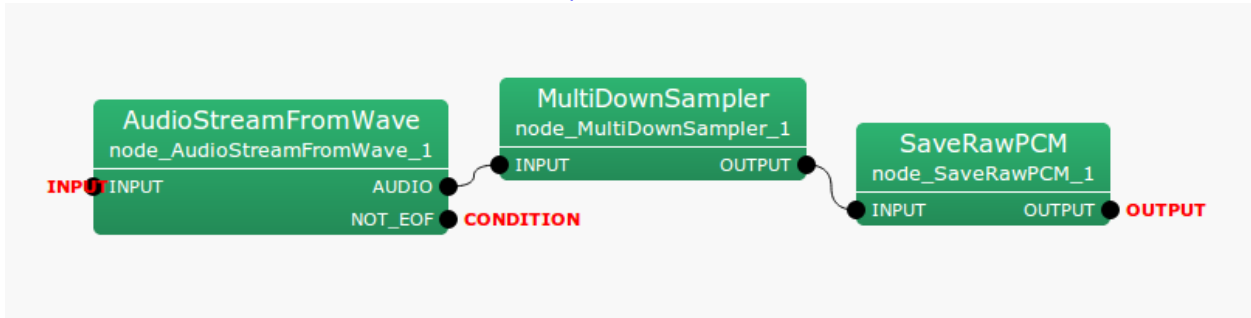 AudioStreamFromWave
node_AudioStreamFromWave_1
INPUT INPUT AUDIO
NOT_EOF CONDITION
MultiDownSampler
node_MultiDownSampler_1
INPUT OUTPUT
SaveRawPCM
node_SaveRawPCM_1
INPUT OUTPUT OUTPUT